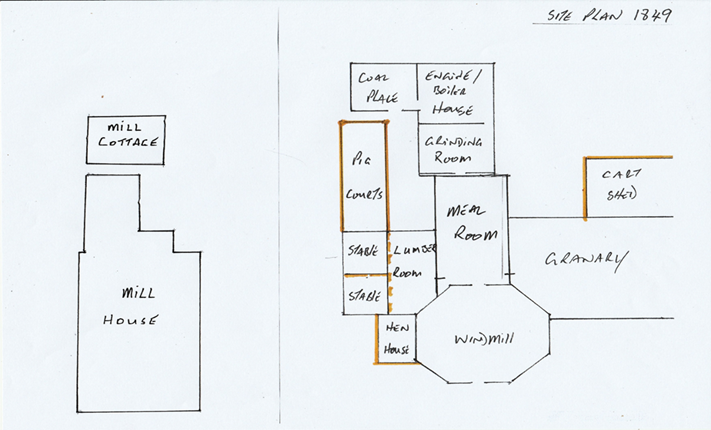 SITE PLAN 1849
COAL
PLACE
ENGINE/
BOILER
HOUSE
MILL
COTTAGE
GRINDING
ROOM
PIG
COURTS
CART
SHED
MEAL
ROOM
STABLE
LUMBER
ROOM
GRANARY
STABLE
MILL
HOUSE
HEN
HOUSE
WINDMILL